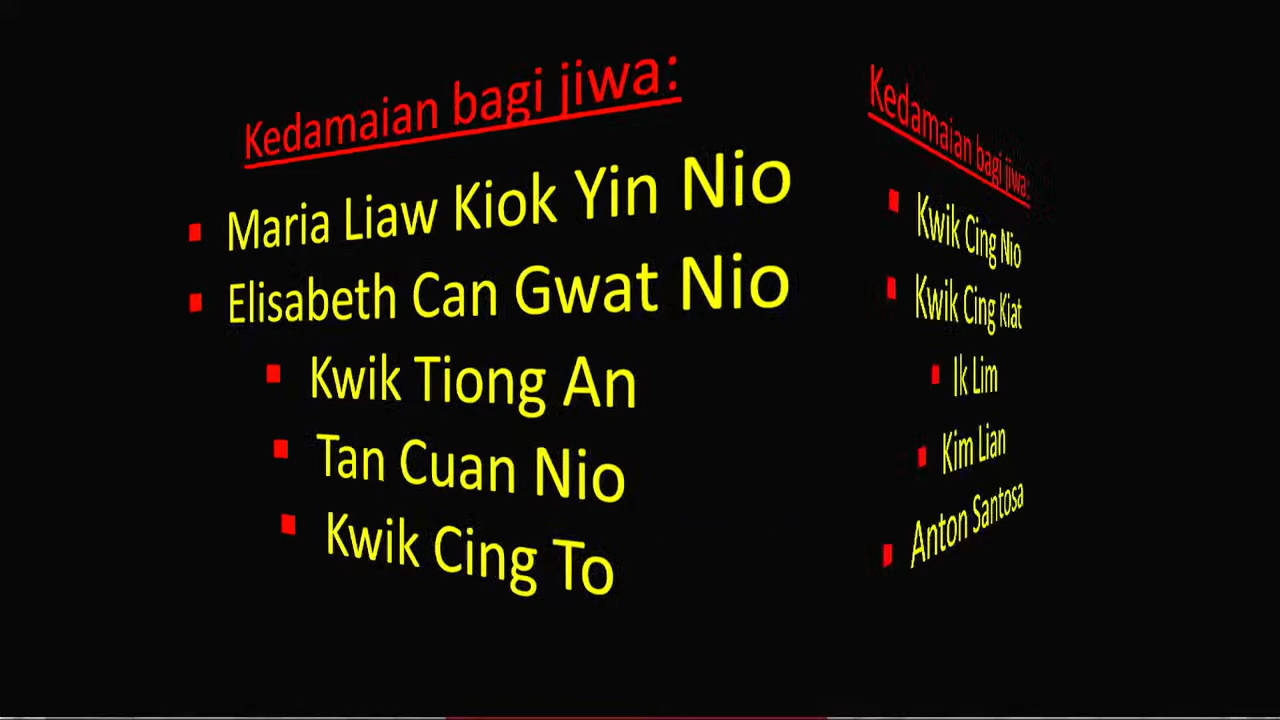 Kedamaian bagi jiwa:
Maria Liaw Kiok Yin Nio
Elisabeth Can Gwat Nio
Kwik Tiong An
Tan Cuan Nio
Kwik Cing To
Kedamaian bagi jiwa:
Kwik Cing Nio
Kwik Cing Kiat
Ik Lim
Kim Lian
Anton Santosa